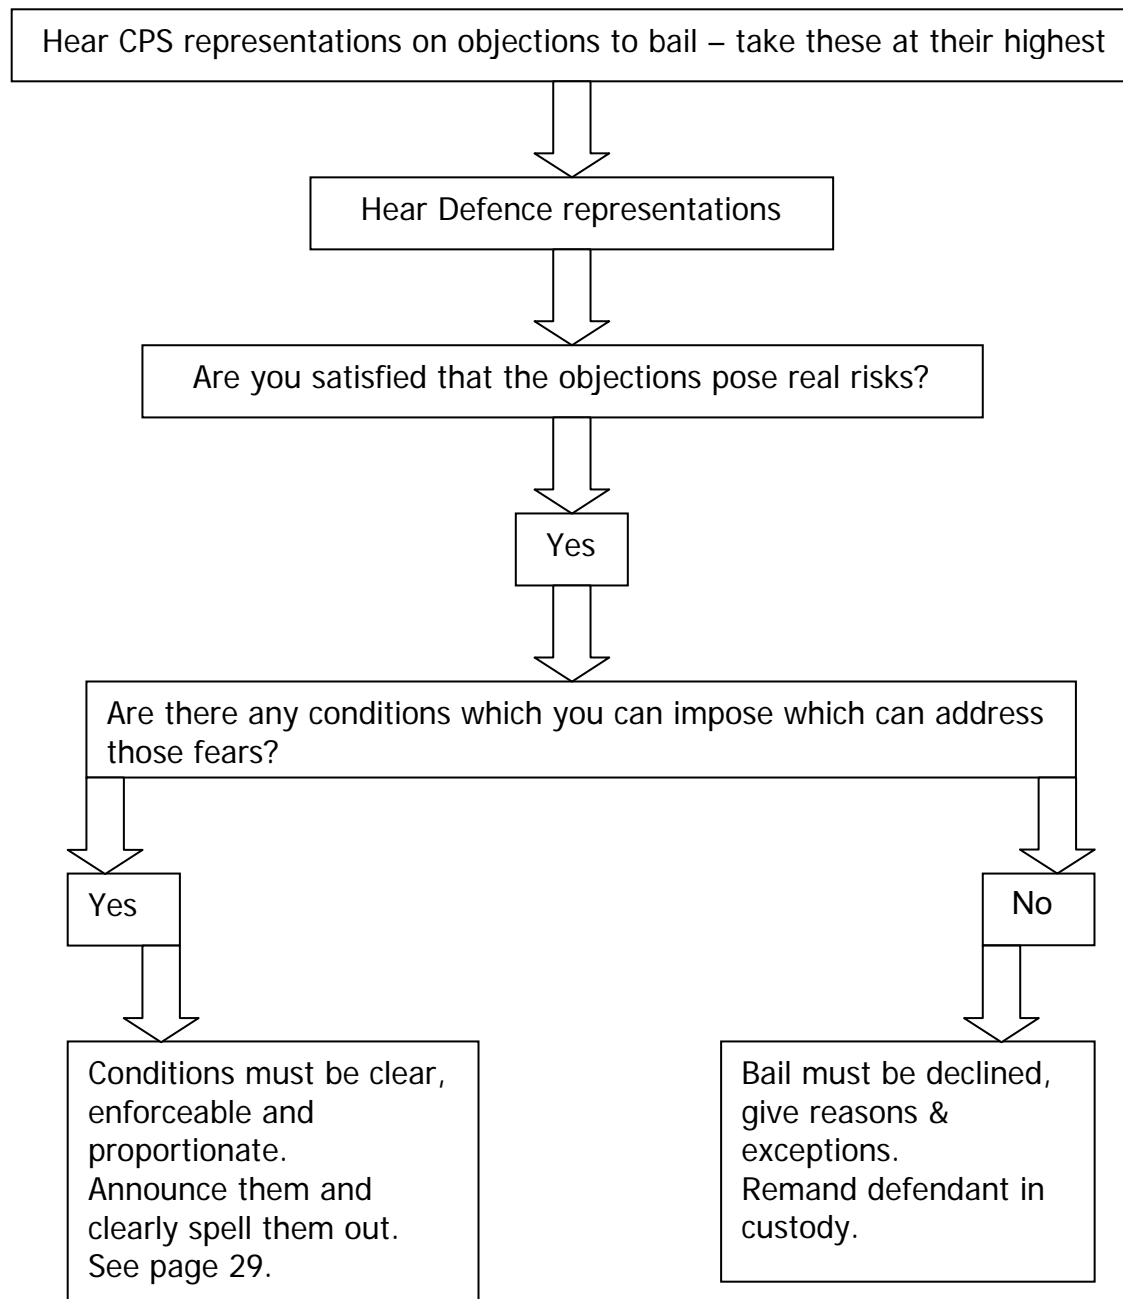 Hear CPS representations on objections to bail – take these at their highest
Hear Defence representations
Are you satisfied that the objections pose real risks?
Yes
Are there any conditions which you can impose which can address
those fears?
Yes
No
Conditions must be clear,
enforceable and
proportionate.
Announce them and
clearly spell them out.
See page 29.
Bail must be declined,
give reasons &
exceptions.
Remand defendant in
custody.